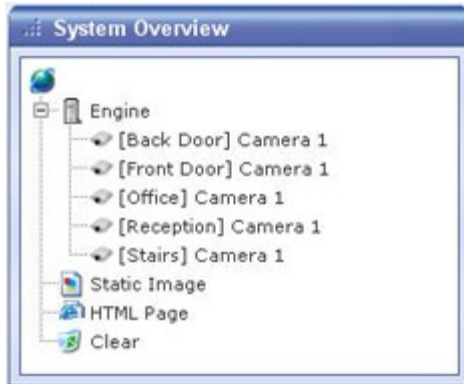 System Overview
Engine
[Back Door] Camera 1
[Front Door] Camera 1
[Office] Camera 1
[Reception] Camera 1
[Stairs] Camera 1
Static Image
HTML Page
Clear